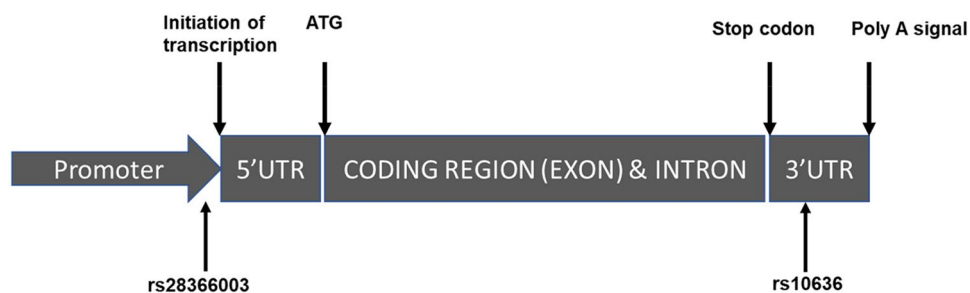 Initiation of
transcription
ATG
Stop codon
Poly A signal
Promoter
5'UTR
CODING REGION (EXON) & INTRON
3'UTR
rs28366003
rs10636